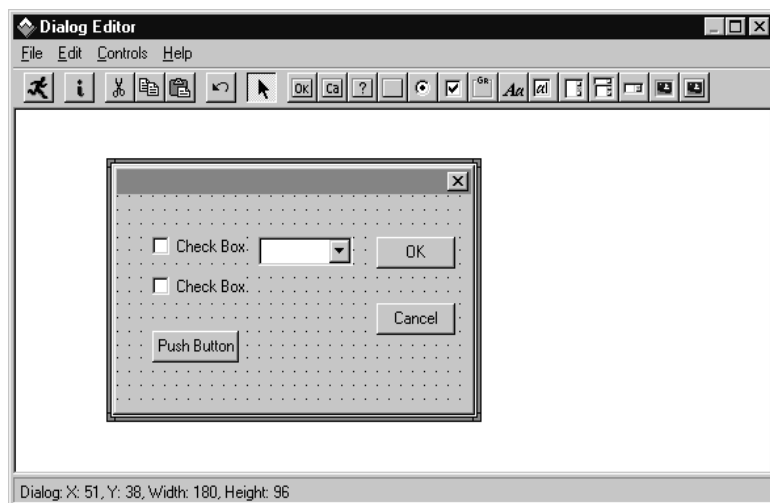 Dialog Editor
File Edit Controls Help
OK Ca ? GR Aa a
Check Box
OK
Check Box
Cancel
Push Button
Dialog: X: 51, Y: 38, Width: 180, Height: 96